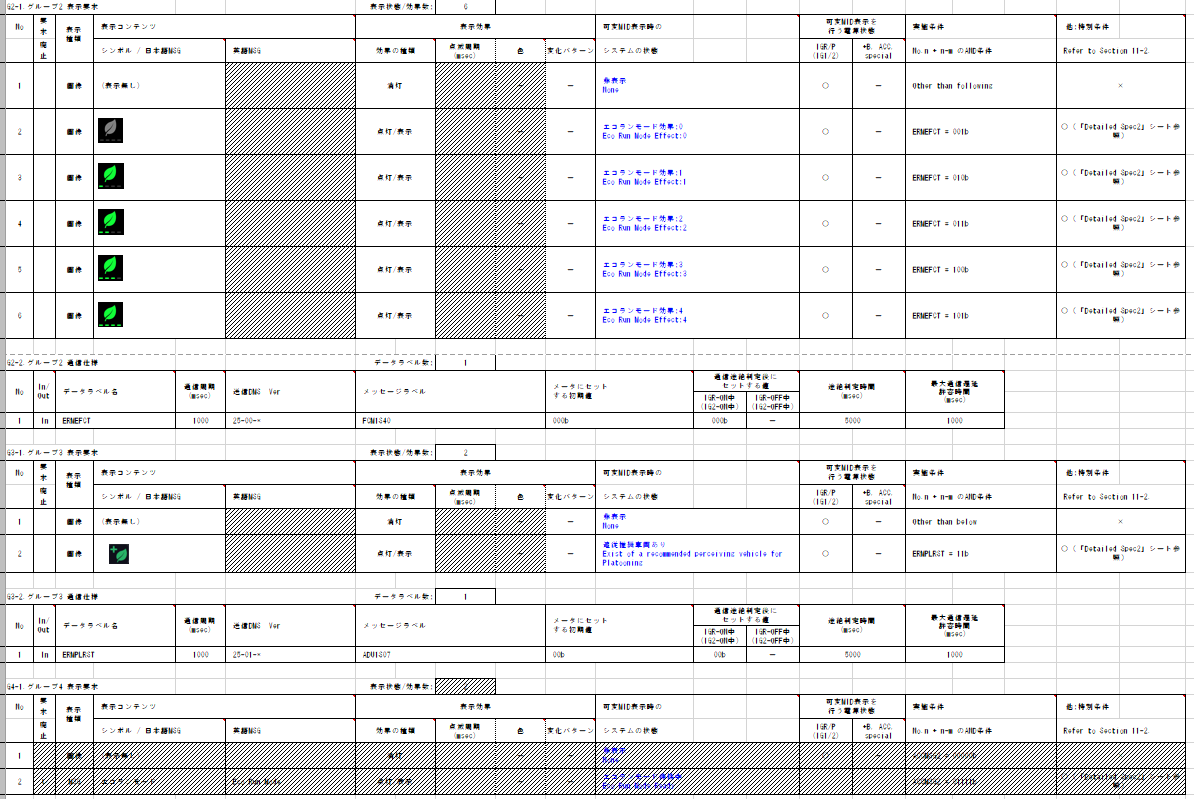 G2-1. グループ2 表示要求 表示状態/効果数: 6
No 要求 廃止 表示種類 表示コンテンツ 表示効果 可変MID表示時の 可変MID表示を行う電源状態 実施条件 他:特別条件
シンボル / 日本語MSG 英語MSG 効果の種類 点滅周期 (msec) 色 変化パターン システムの状態 IGR/P (IG1/2) +B, ACC, special No.n + n-m のAND条件 Refer to Section 11-2.
1 画像 (表示無し) 消灯 - 非表示 ○ - Other than following ×
None
2 画像 点灯/表示 - エコランモード効果:0 ○ - ERMEFCT = 001b ○(「Detailed Spec2」シート参照)
Eco Run Mode Effect:0
3 画像 点灯/表示 - エコランモード効果:1 ○ - ERMEFCT = 010b ○(「Detailed Spec2」シート参照)
Eco Run Mode Effect:1
4 画像 点灯/表示 - エコランモード効果:2 ○ - ERMEFCT = 011b ○(「Detailed Spec2」シート参照)
Eco Run Mode Effect:2
5 画像 点灯/表示 - エコランモード効果:3 ○ - ERMEFCT = 100b ○(「Detailed Spec2」シート参照)
Eco Run Mode Effect:3
6 画像 点灯/表示 - エコランモード効果:4 ○ - ERMEFCT = 101b ○(「Detailed Spec2」シート参照)
Eco Run Mode Effect:4
G2-2. グループ2 通信仕様 データラベル数: 1
No In/Out データラベル名 通信周期 (msec) 送信DMS Ver メッセージラベル メータにセットする初期値 通信途絶判定後にセットする値 途絶判定時間 (msec) 最大通信遅延許容時間 (msec)
IGR-ON中 (IG2-ON中) IGR-OFF中 (IG2-OFF中)
1 In ERMEFCT 1000 25-00-* FCM1S40 000b 000b - 5000 1000
G3-1. グループ3 表示要求 表示状態/効果数: 2
No 要求 廃止 表示種類 表示コンテンツ 表示効果 可変MID表示時の 可変MID表示を行う電源状態 実施条件 他:特別条件
シンボル / 日本語MSG 英語MSG 効果の種類 点滅周期 (msec) 色 変化パターン システムの状態 IGR/P (IG1/2) +B, ACC, special No.n + n-m のAND条件 Refer to Section 11-2.
1 画像 (表示無し) 消灯 - 非表示 ○ - Other than below ×
None
2 画像 点灯/表示 - 追従推奨車両あり ○ - ERMPLRST = 11b ○(「Detailed Spec2」シート参照)
Exist of a recommended perceiving vehicle for
Platooning
G3-2. グループ3 通信仕様 データラベル数: 1
No In/Out データラベル名 通信周期 (msec) 送信DMS Ver メッセージラベル メータにセットする初期値 通信途絶判定後にセットする値 途絶判定時間 (msec) 最大通信遅延許容時間 (msec)
IGR-ON中 (IG2-ON中) IGR-OFF中 (IG2-OFF中)
1 In ERMPLRST 1000 25-01-* ADU1S07 00b 00b - 5000 1000
G4-1. グループ4 表示要求 表示状態/効果数:
No 要求 廃止 表示種類 表示コンテンツ 表示効果 可変MID表示時の 可変MID表示を行う電源状態 実施条件 他:特別条件
シンボル / 日本語MSG 英語MSG 効果の種類 点滅周期 (msec) 色 変化パターン システムの状態 IGR/P (IG1/2) +B, ACC, special No.n + n-m のAND条件 Refer to Section 11-2.
1 画像 (表示無し) 消灯 - 非表示
None
2 MSG エコランモード Eco Run Mode 点灯/表示 - エコランモード
Eco Run Mode Ready